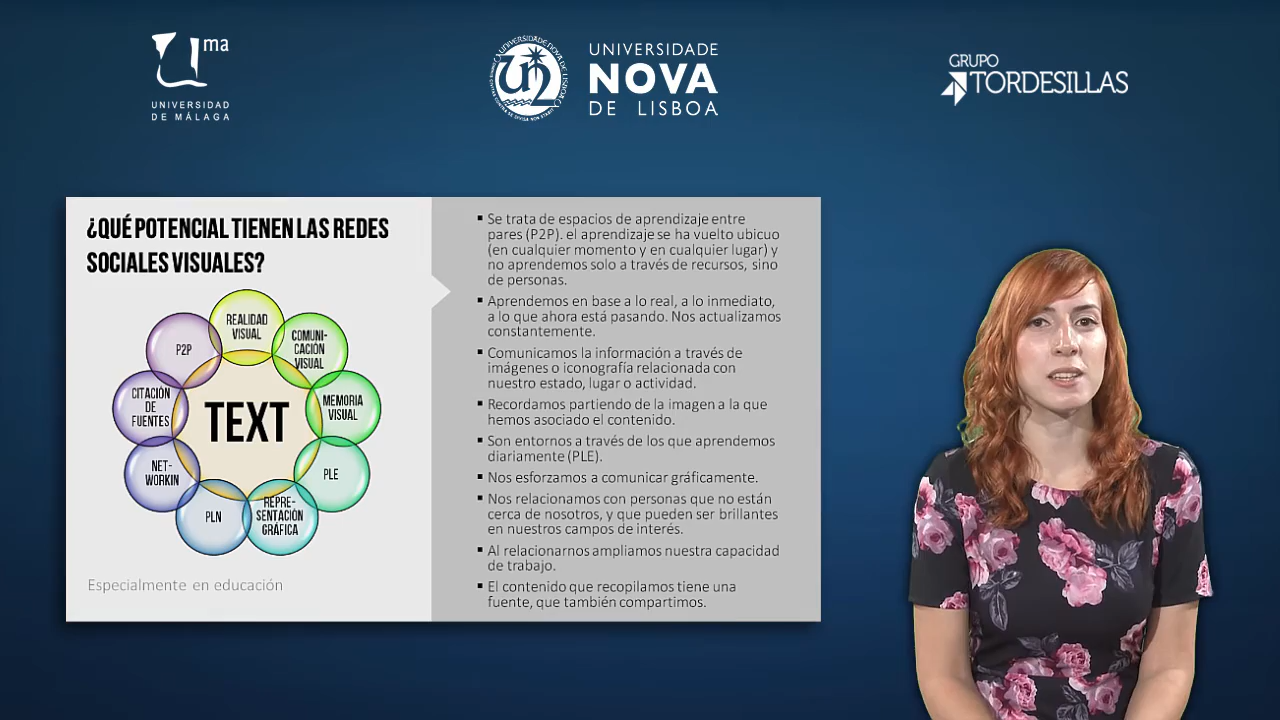 uma
UNIVERSIDAD
DE MÁLAGA
UNIVERSIDADE
NOVA
DE LISBOA
GRUPO
TORDESILLAS
¿QUÉ POTENCIAL TIENEN LAS REDES
SOCIALES VISUALES?
REALIDAD
VISUAL
COMUNI-
CACIÓN
VISUAL
MEMORIA
VISUAL
PLE
REPRE-
SENTACIÓN
GRÁFICA
PLN
NET-
WORKIN
CITACIÓN
DE
FUENTES
P2P
TEXT
Especialmente en educación
▪ Se trata de espacios de aprendizaje entre
pares (P2P). el aprendizaje se ha vuelto ubicuo
(en cualquier momento y en cualquier lugar) y
no aprendemos solo a través de recursos, sino
de personas.
▪ Aprendemos en base a lo real, a lo inmediato,
a lo que ahora está pasando. Nos actualizamos
constantemente.
▪ Comunicamos la información a través de
imágenes o iconografía relacionada con
nuestro estado, lugar o actividad.
▪ Recordamos partiendo de la imagen a la que
hemos asociado el contenido.
▪ Son entornos a través de los que aprendemos
diariamente (PLE).
▪ Nos esforzamos a comunicar gráficamente.
▪ Nos relacionamos con personas que no están
cerca de nosotros, y que pueden ser brillantes
en nuestros campos de interés.
▪ Al relacionarnos ampliamos nuestra capacidad
de trabajo.
▪ El contenido que recopilamos tiene una
fuente, que también compartimos.